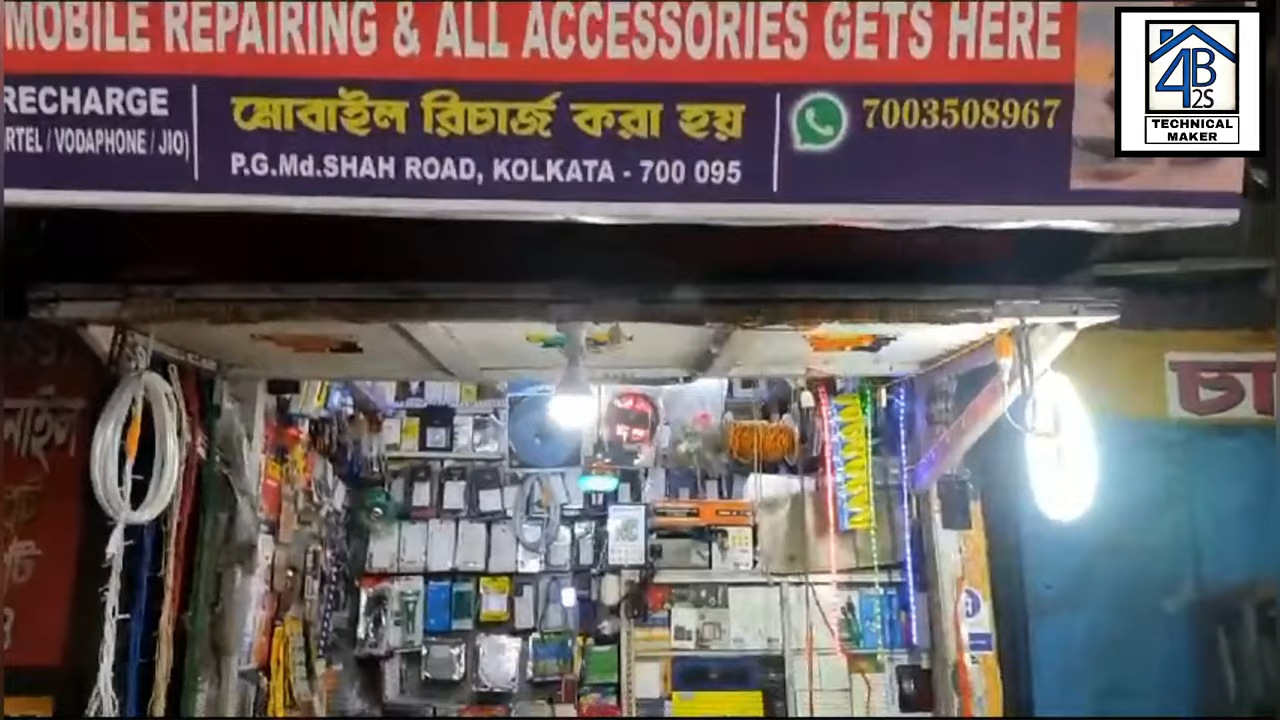 MOBILE REPAIRING & ALL ACCESSORIES GETS HERE
RECHARGE
RTEL / VODAPHONE / JIO)
মোবাইল রিচার্জ করা হয়
P.G.Md.SHAH ROAD, KOLKATA - 700 095
7003508967
4B
2S
TECHNICAL
MAKER
চা